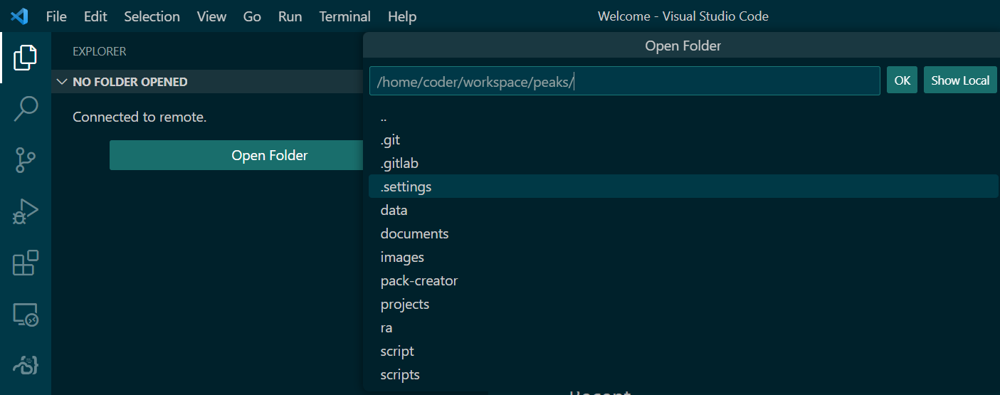 File Edit Selection View Go Run Terminal Help Welcome - Visual Studio Code
EXPLORER
NO FOLDER OPENED
Connected to remote.
Open Folder
Open Folder
/home/coder/workspace/peaks/
OK
Show Local
..
.git
.gitlab
.settings
data
documents
images
pack-creator
projects
ra
script
scripts
Recent